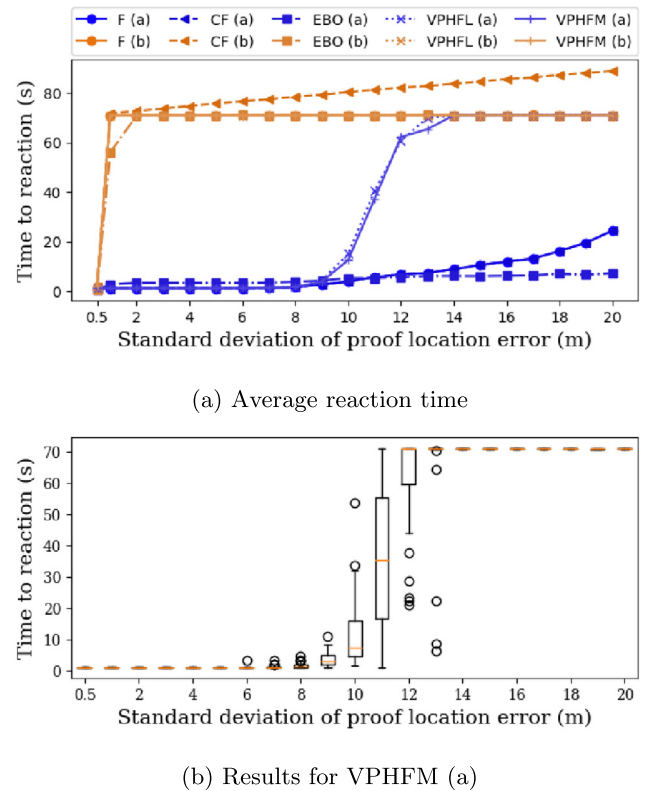 F (a) CF (a) EBO (a) VPHFL (a) VPHFM (a)
F (b) CF (b) EBO (b) VPHFL (b) VPHFM (b)
Time to reaction (s)
80
60
40
20
0
0.5 2 4 6 8 10 12 14 16 18 20
Standard deviation of proof location error (m)
(a) Average reaction time
Time to reaction (s)
70
60
50
40
30
20
10
0
0.5 2 4 6 8 10 12 14 16 18 20
Standard deviation of proof location error (m)
(b) Results for VPHFM (a)